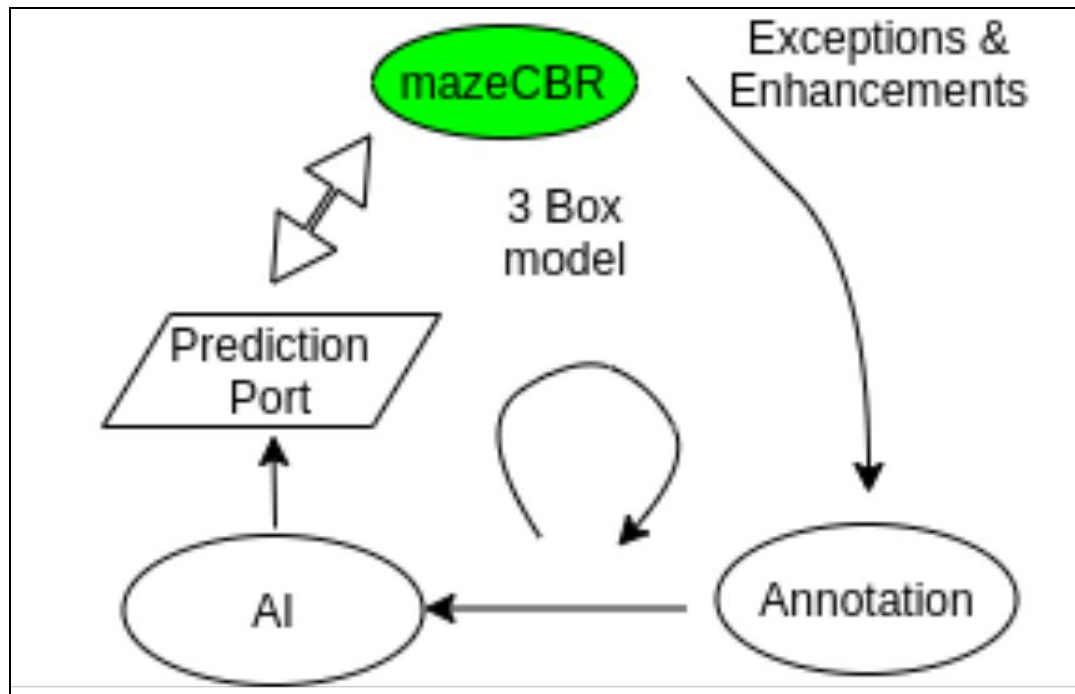 mazeCBR
Exceptions &
Enhancements
3 Box
model
Prediction
Port
AI
Annotation